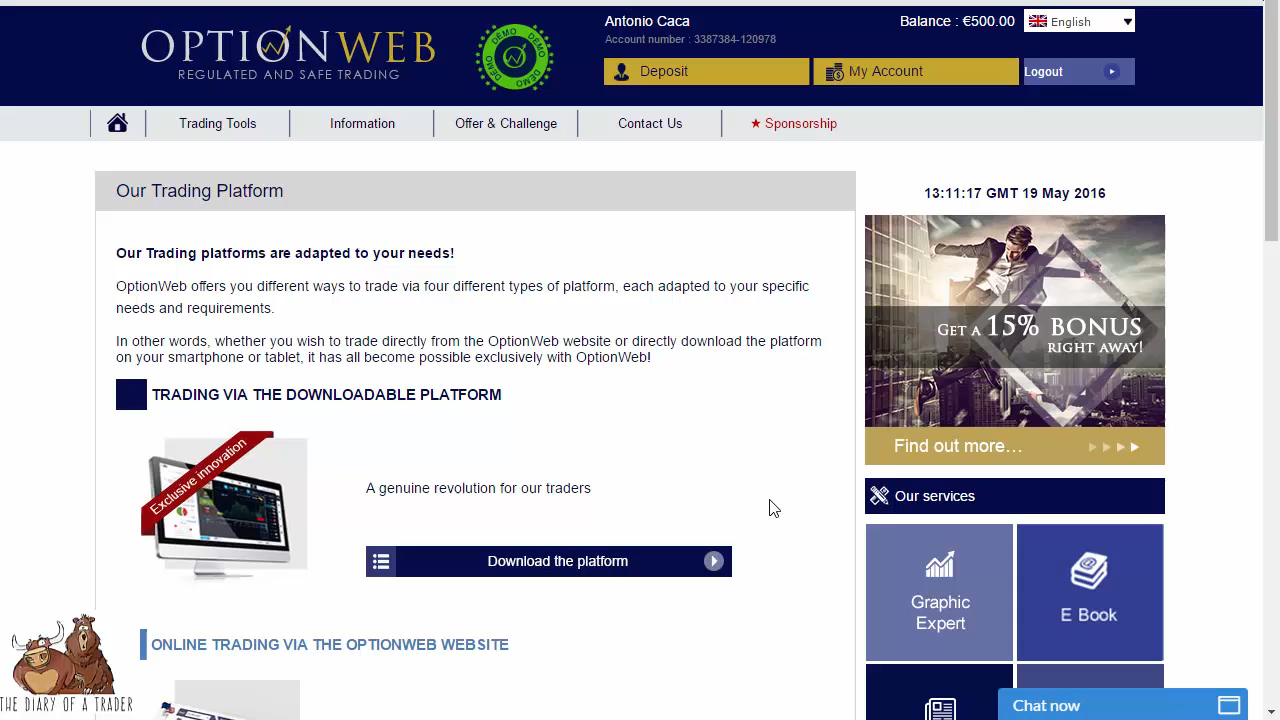 OPTIONWEB
REGULATED AND SAFE TRADING
DEMO DEMO DEMO DEMO
Antonio Caca
Account number : 3387384-120978
Balance : €500.00
English
Deposit
My Account
Logout
Trading Tools
Information
Offer & Challenge
Contact Us
★ Sponsorship
Our Trading Platform
Our Trading platforms are adapted to your needs!
OptionWeb offers you different ways to trade via four different types of platform, each adapted to your specific
needs and requirements.
In other words, whether you wish to trade directly from the OptionWeb website or directly download the platform
on your smartphone or tablet, it has all become possible exclusively with OptionWeb!
TRADING VIA THE DOWNLOADABLE PLATFORM
Exclusive innovation
A genuine revolution for our traders
Download the platform
ONLINE TRADING VIA THE OPTIONWEB WEBSITE
THE DIARY OF A TRADER
13:11:17 GMT 19 May 2016
GET A 15% BONUS
RIGHT AWAY!
Find out more...
Our services
Graphic
Expert
E Book
Chat now